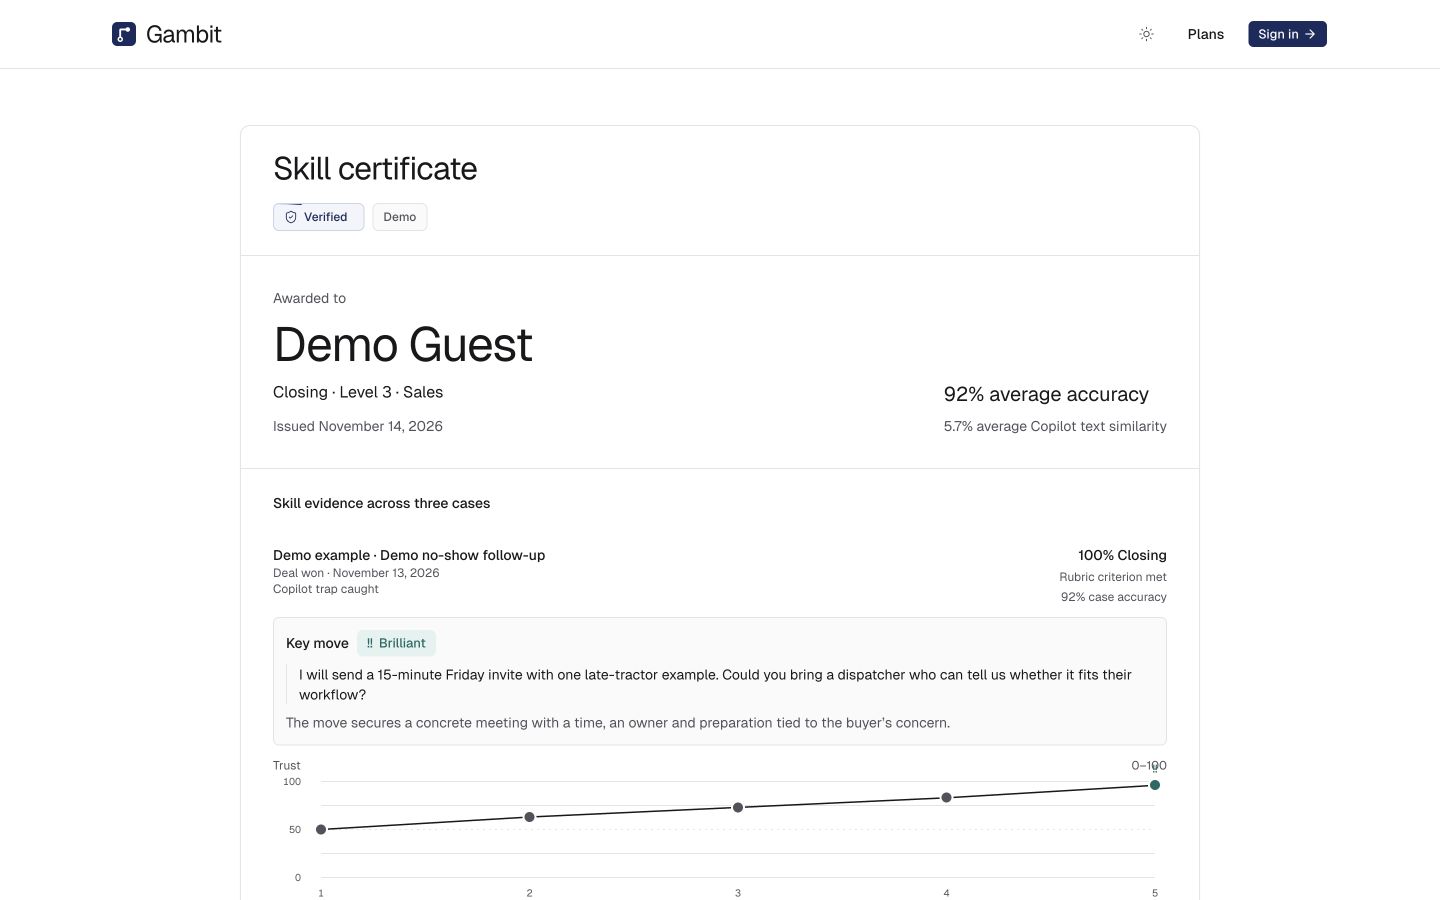 Gambit
Plans
Sign in →
Skill certificate
Verified
Demo
Awarded to
Demo Guest
Closing · Level 3 · Sales
92% average accuracy
Issued November 14, 2026
5.7% average Copilot text similarity
Skill evidence across three cases
Demo example · Demo no-show follow-up
100% Closing
Deal won · November 13, 2026
Rubric criterion met
Copilot trap caught
92% case accuracy
Key move
!! Brilliant
I will send a 15-minute Friday invite with one late-tractor example. Could you bring a dispatcher who can tell us whether it fits their
workflow?
The move secures a concrete meeting with a time, an owner and preparation tied to the buyer’s concern.
Trust
0–100
!!
100
50
0
1
2
3
4
5